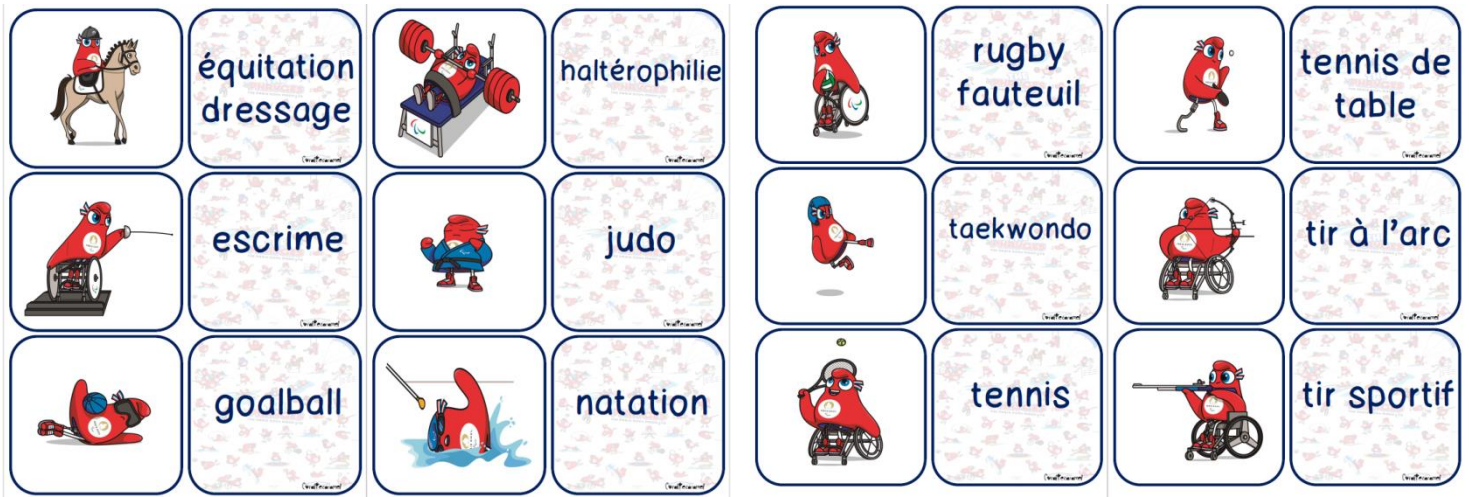 équitation
dressage
haltérophilie
rugby
fauteuil
tennis de
table
escrime
judo
taekwondo
tir à l'arc
goalball
natation
tennis
tir sportif